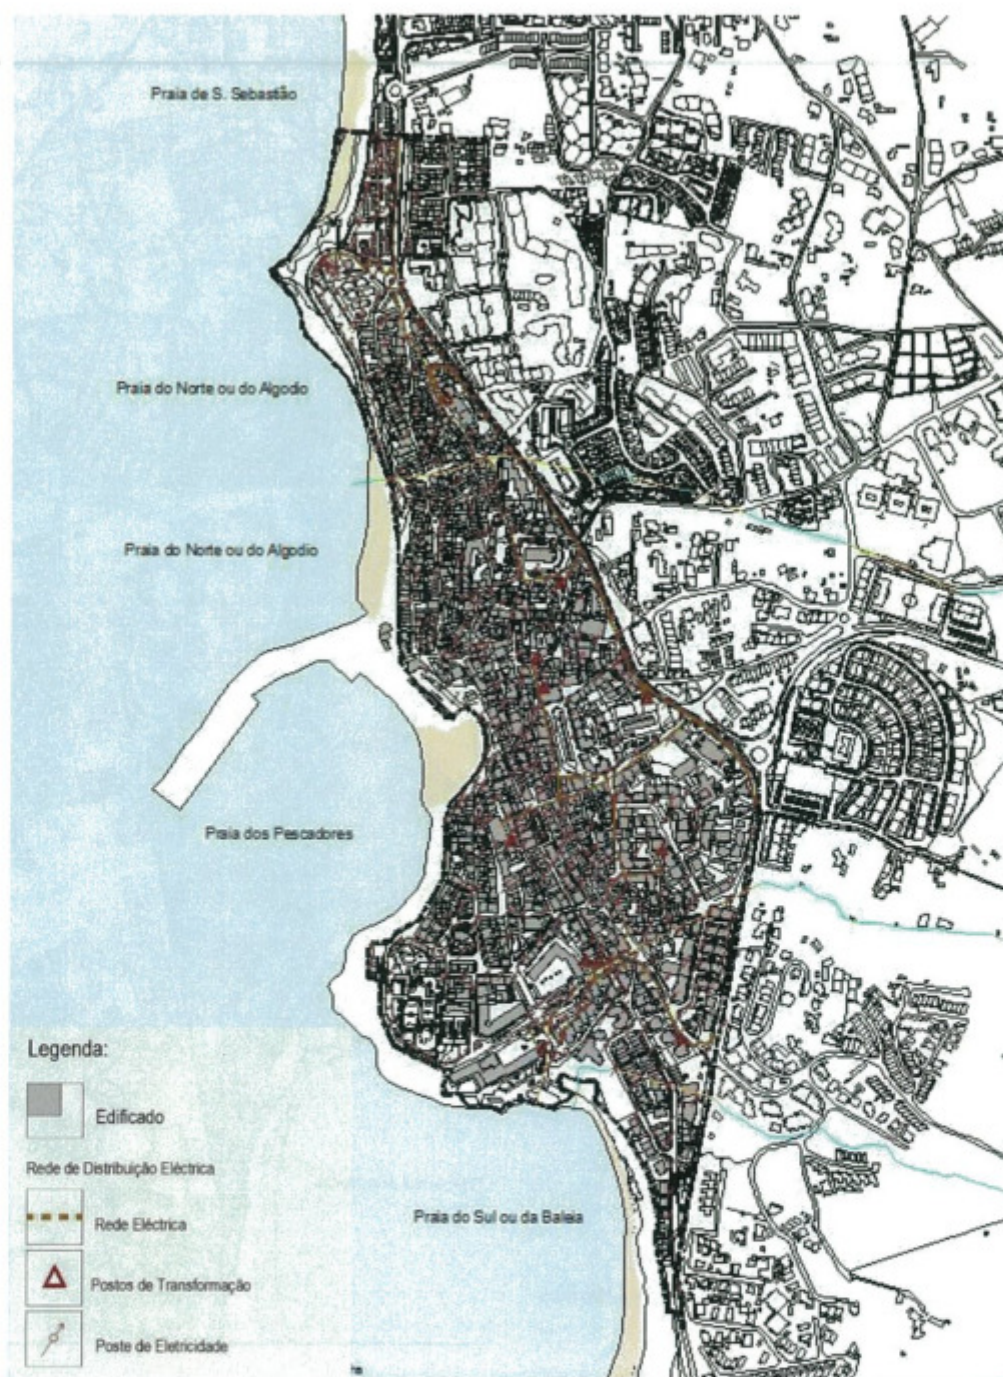 Praia de S. Sebastião
Praia do Norte ou do Algodio
Praia do Norte ou do Algodio
Praia dos Pescadores
Praia do Sul ou da Baleia
Legenda:
Edificado
Rede de Distribuição Eléctrica
Rede Eléctrica
Postos de Transformação
Poste de Eletricidade